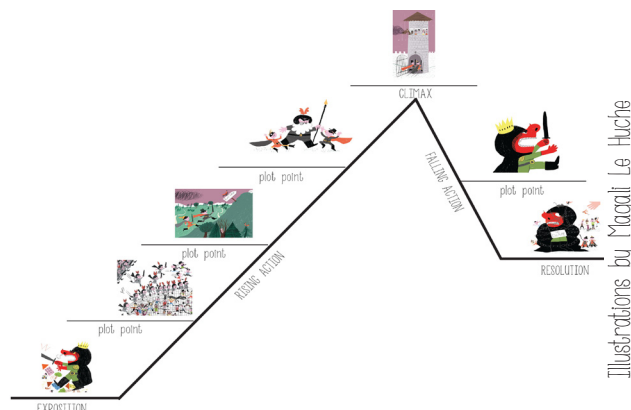 CLIMAX
plot point
FALLING ACTION
plot point
plot point
RISING ACTION
RESOLUTION
plot point
EXPOSITION
Illustrations by Magali Le Huche